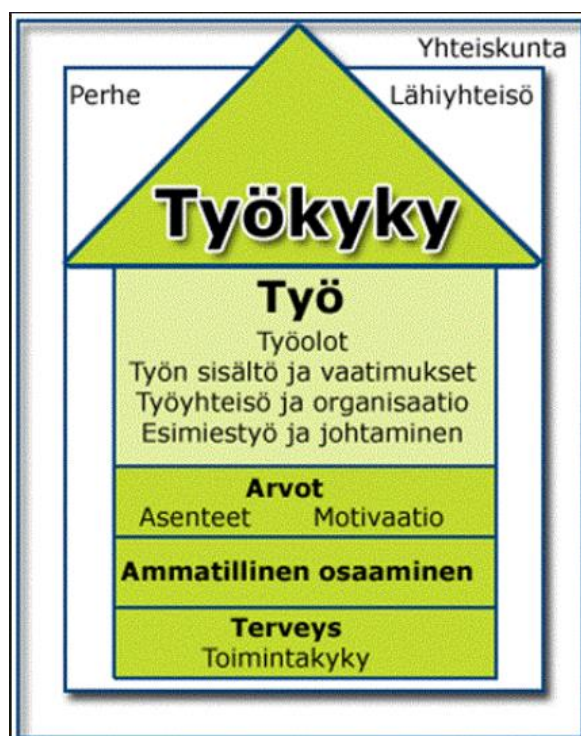 Yhteiskunta
Perhe
Lähiyhteisö
Työkyky
Työ
Työolot
Työn sisältö ja vaatimukset
Työyhteisö ja organisaatio
Esimiestyö ja johtaminen
Arvot
Asenteet Motivaatio
Ammatillinen osaaminen
Terveys
Toimintakyky